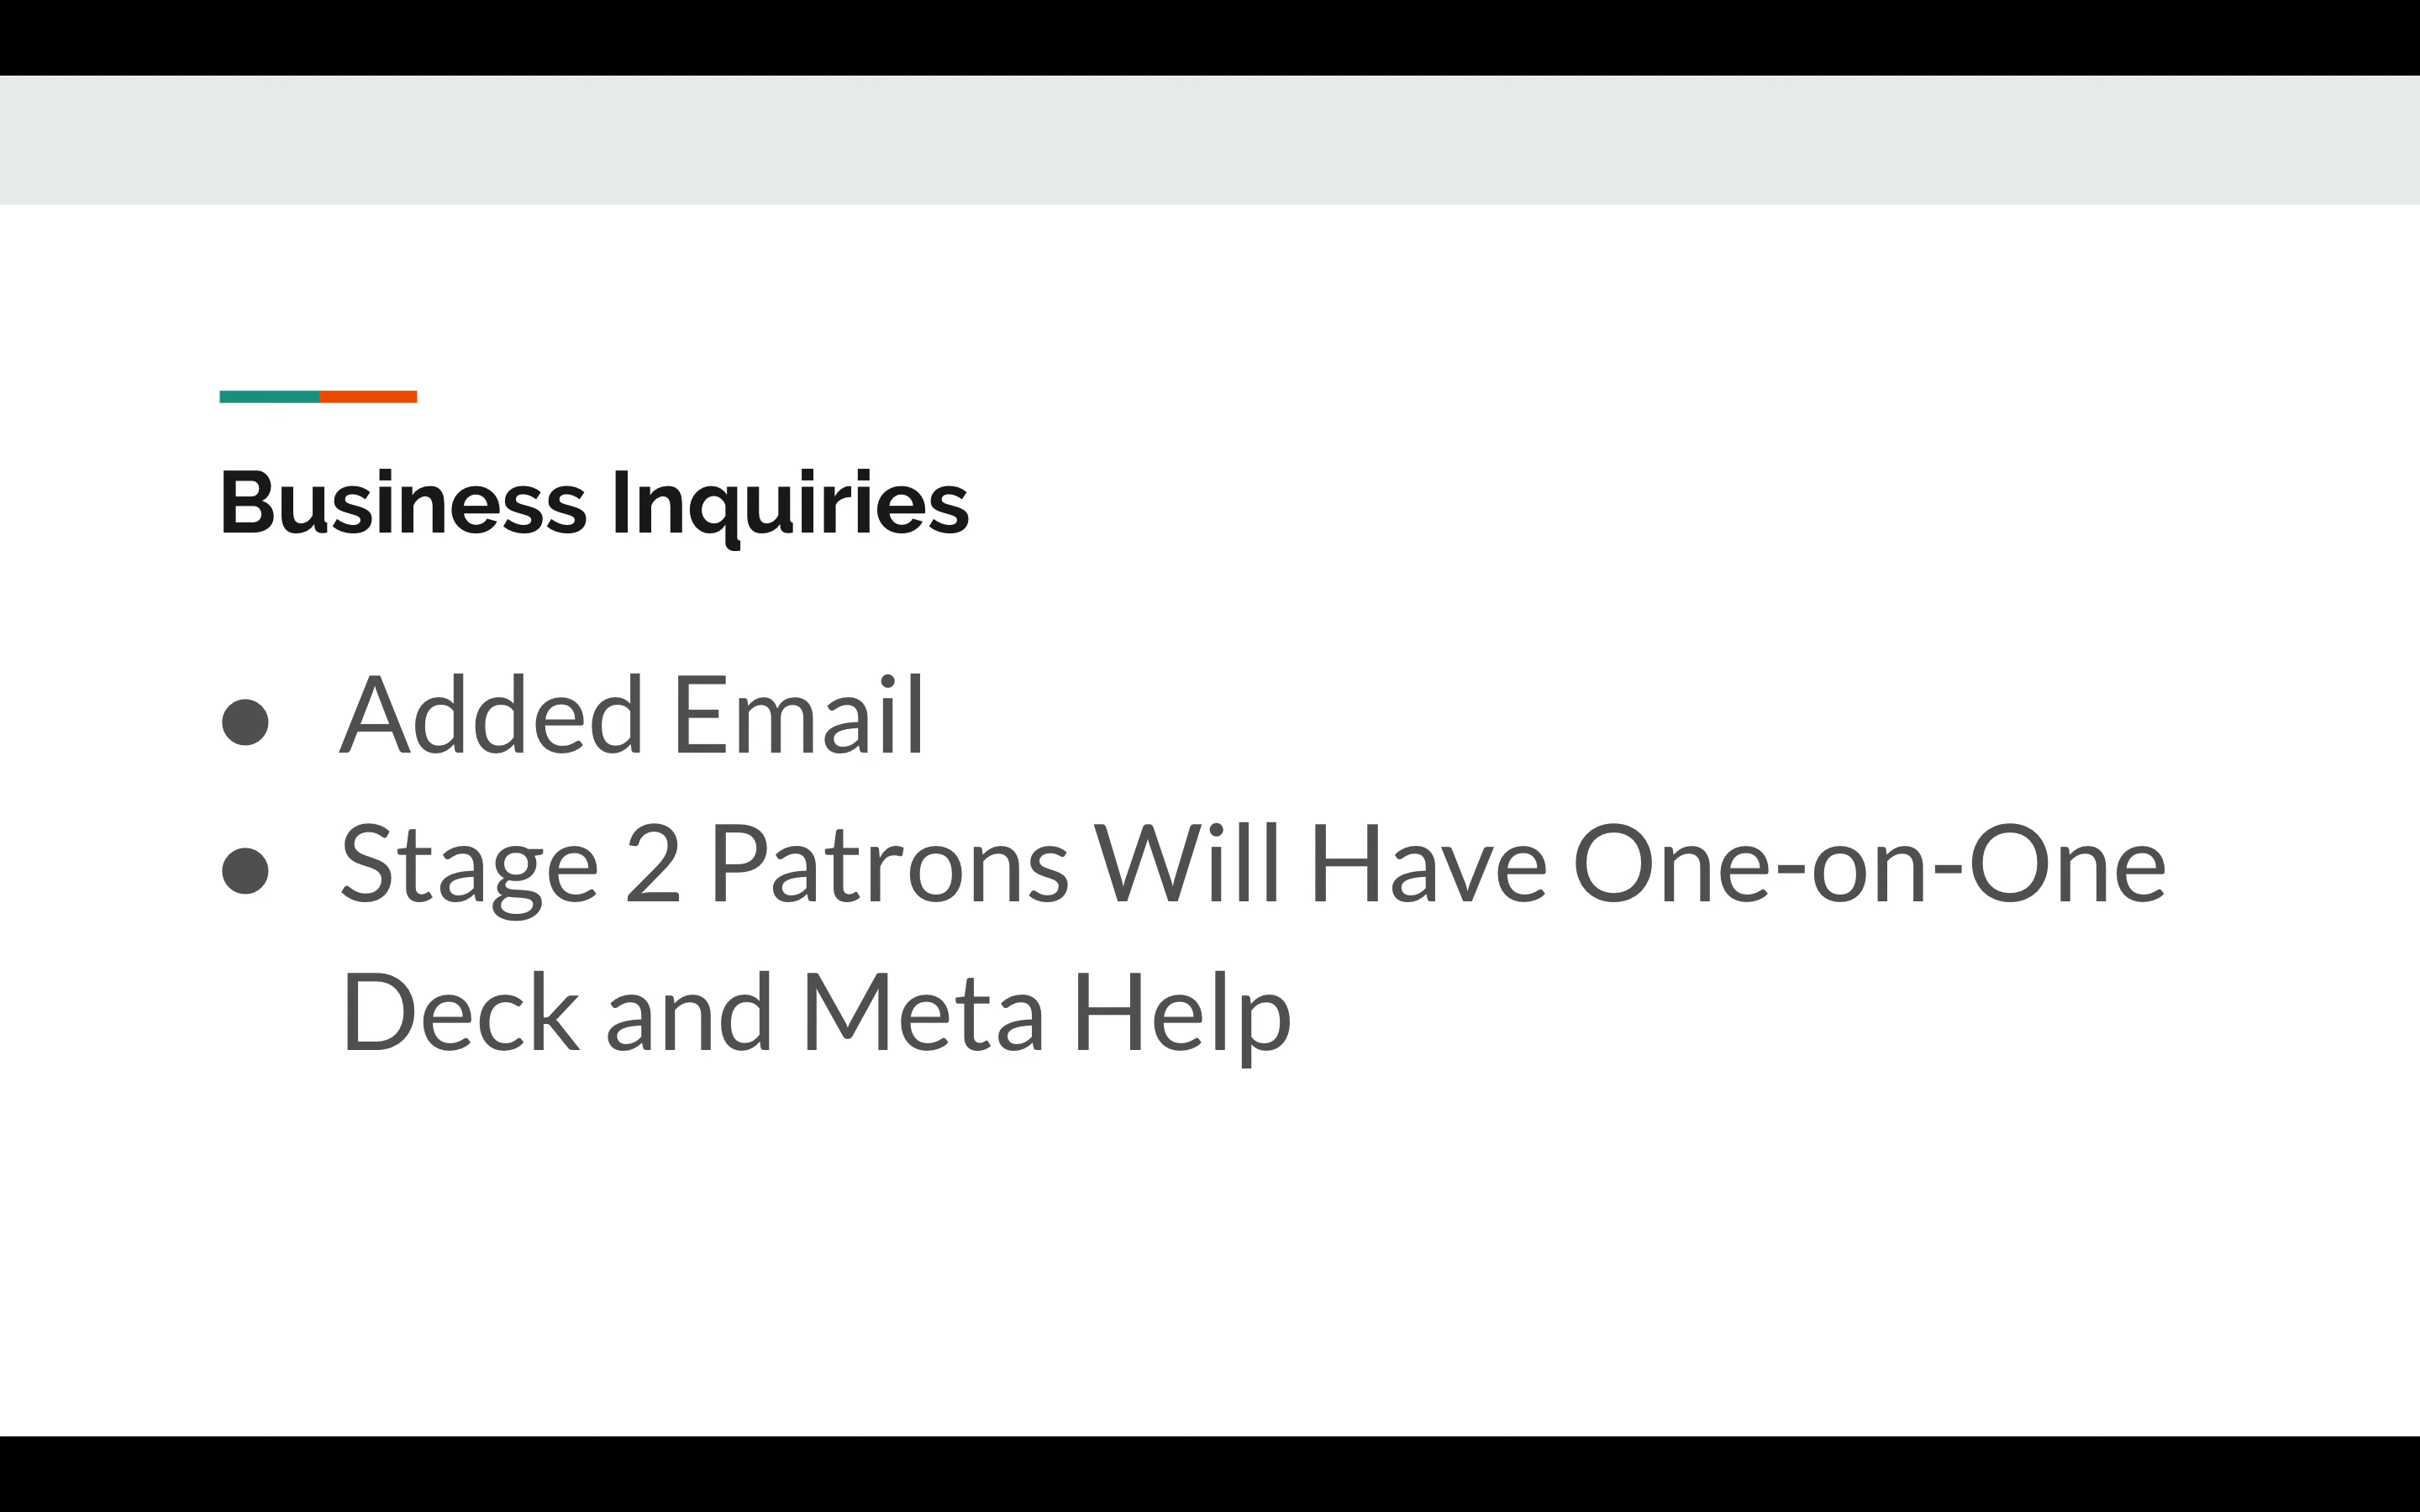 Business Inquiries
● Added Email
● Stage 2 Patrons Will Have One-on-One
Deck and Meta Help